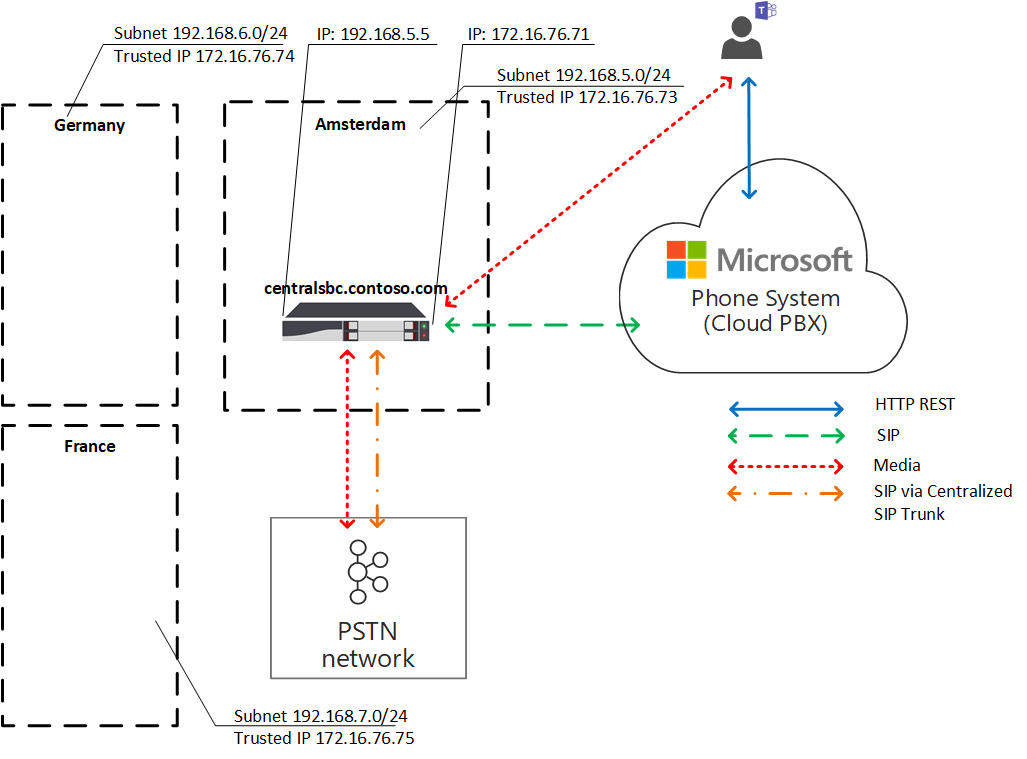 Subnet 192.168.6.0/24
Trusted IP 172.16.76.74
IP: 192.168.5.5
IP: 172.16.76.71
Subnet 192.168.5.0/24
Trusted IP 172.16.76.73
Germany
Amsterdam
centralsbc.contoso.com
Microsoft
Phone System
(Cloud PBX)
HTTP REST
SIP
Media
SIP via Centralized
SIP Trunk
France
PSTN
network
Subnet 192.168.7.0/24
Trusted IP 172.16.76.75
T